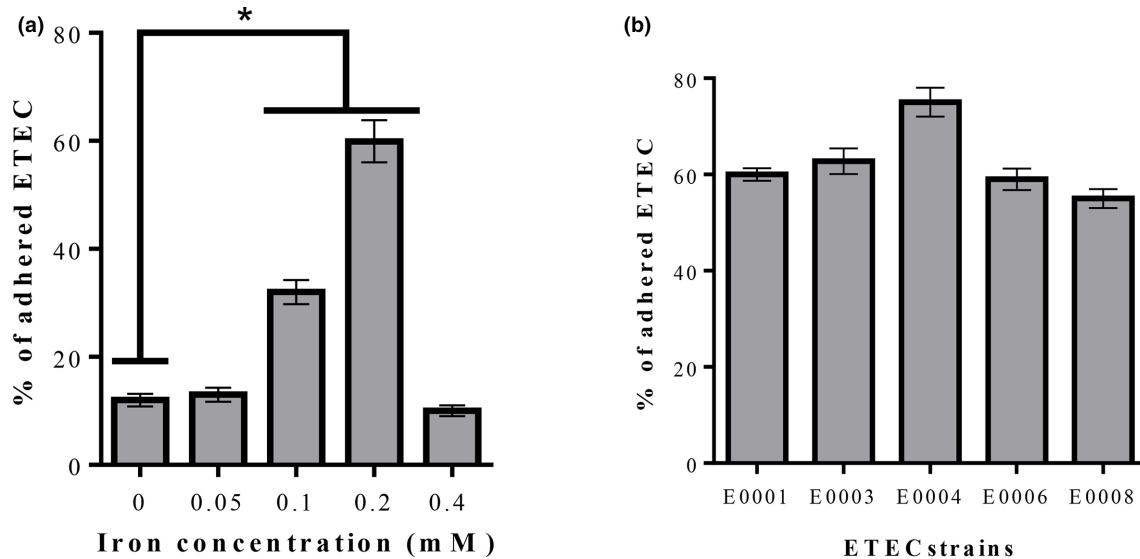 (a)
*
80
60
40
20
0
% of adhered ETEC
0 0.05 0.1 0.2 0.4
Iron concentration (mM)
(b)
80
60
40
20
0
% of adhered ETEC
E0001 E0003 E0004 E0006 E0008
ETEC strains